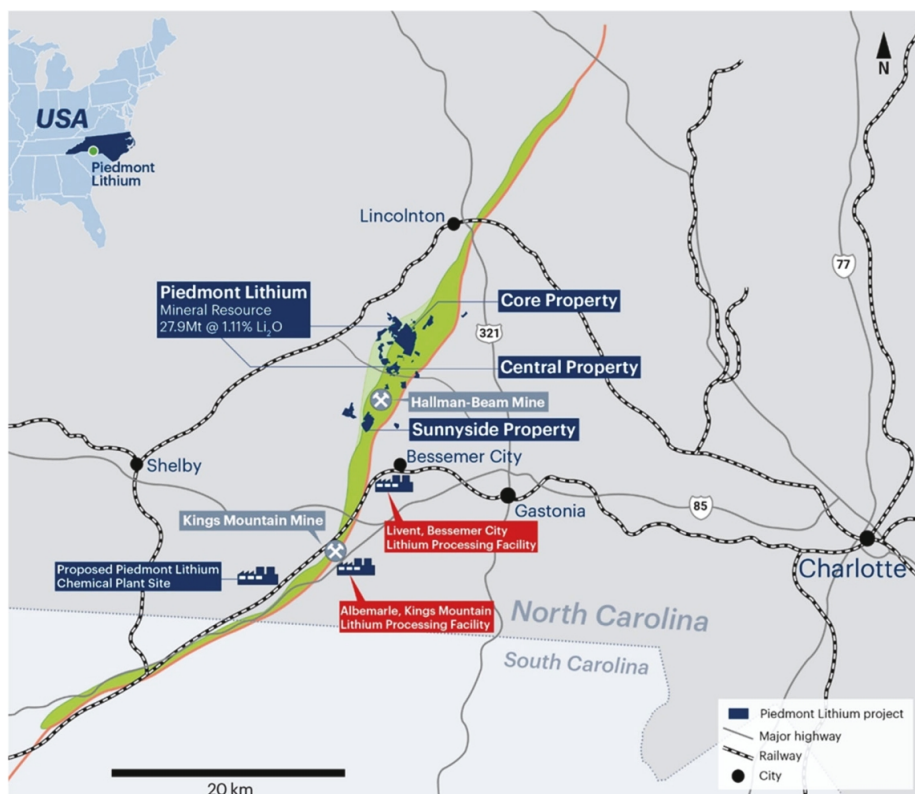 USA
Piedmont
Lithium
N
Lincolnton
77
Piedmont Lithium
Mineral Resource
27.9Mt @ 1.11% Li₂O
Core Property
321
Central Property
Hallman-Beam Mine
Sunnyside Property
Bessemer City
Shelby
Gastonia
85
Kings Mountain Mine
Livent, Bessemer City
Lithium Processing Facility
Charlotte
Proposed Piedmont Lithium
Chemical Plant Site
Albemarle, Kings Mountain
Lithium Processing Facility
North Carolina
South Carolina
Piedmont Lithium project
Major highway
Railway
City
20 km